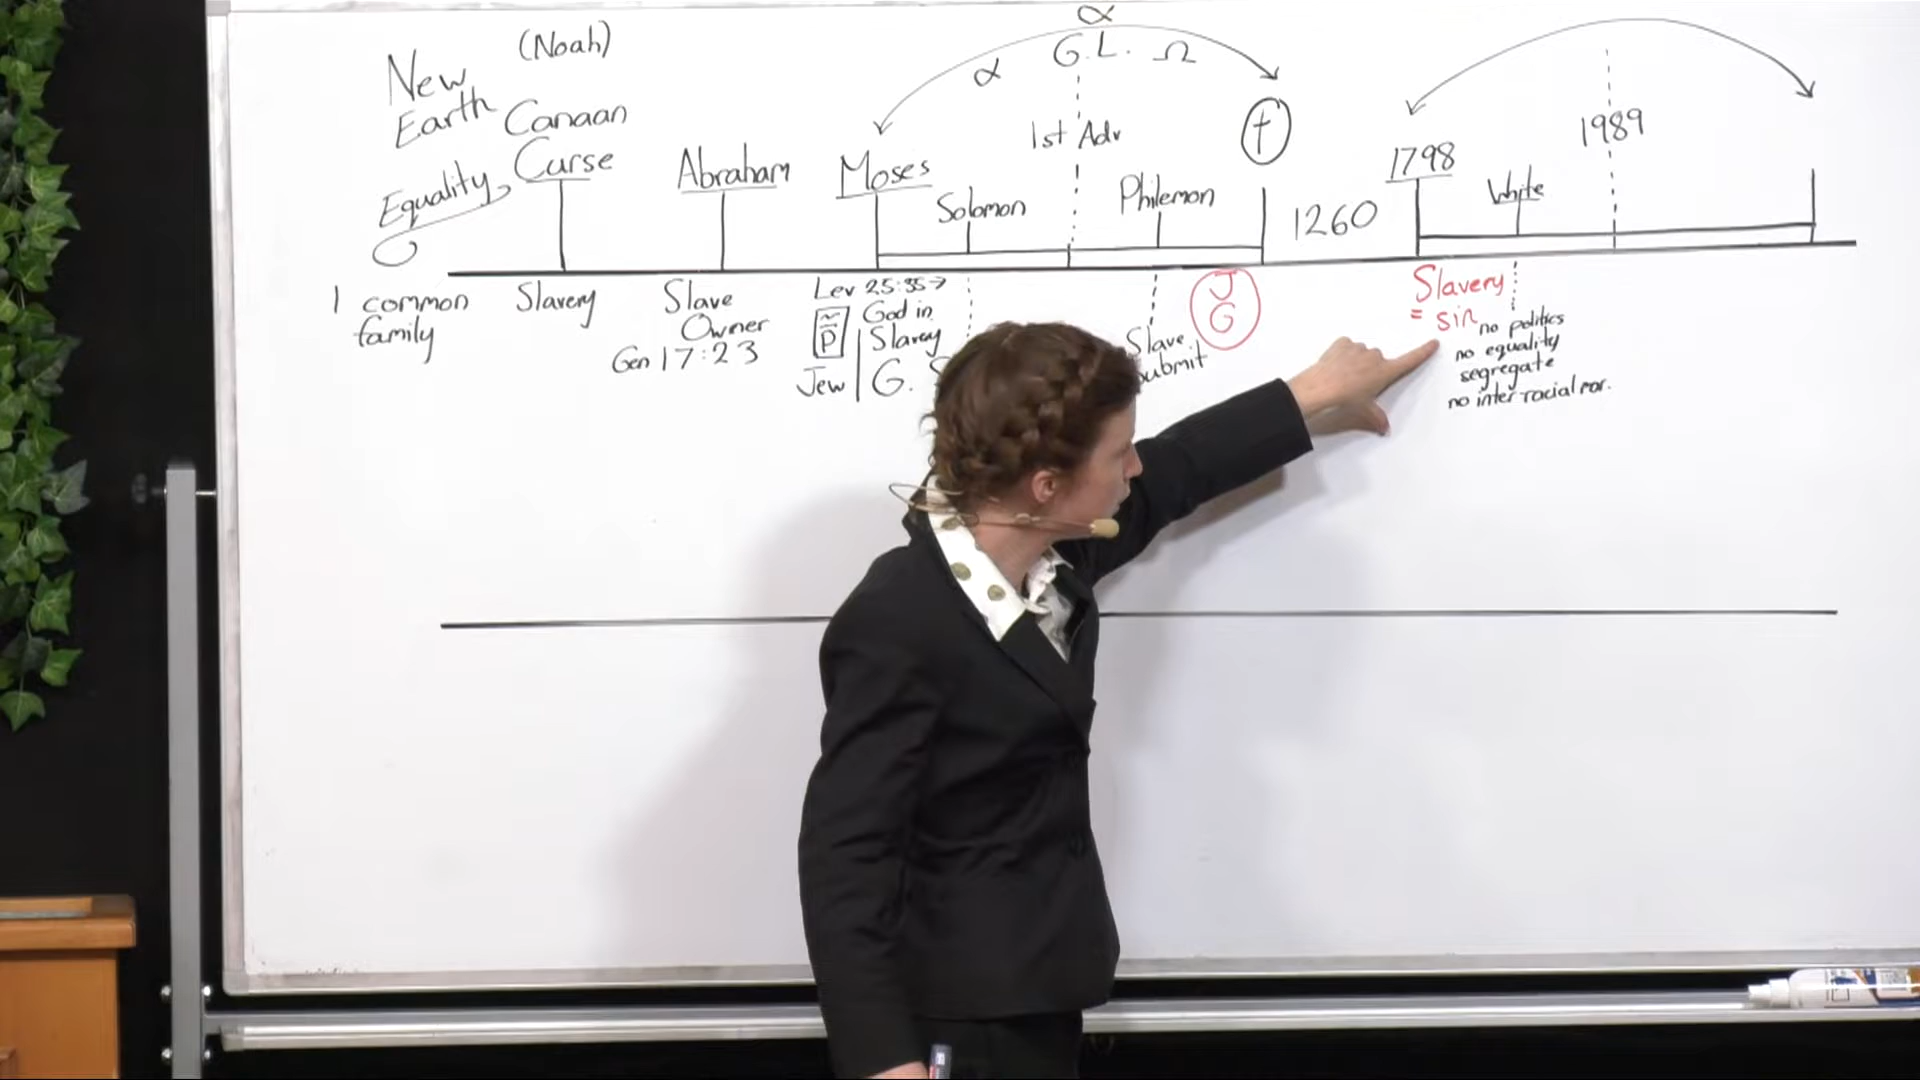 New
Earth
(Noah)
Equality
Canaan
Curse
Abraham
Moses
Solomon
α
α
G.L. Ω
1st Adv
Philemon
†
1260
1798
White
1989
1 common
family
Slavery
Slave
Owner
Gen 17:23
Lev 25:35→
God in
Slavery
P
Jew
G.
Slave
submit
J
G
Slavery
= sin
no politics
no equality
segregate
no inter racial mar.